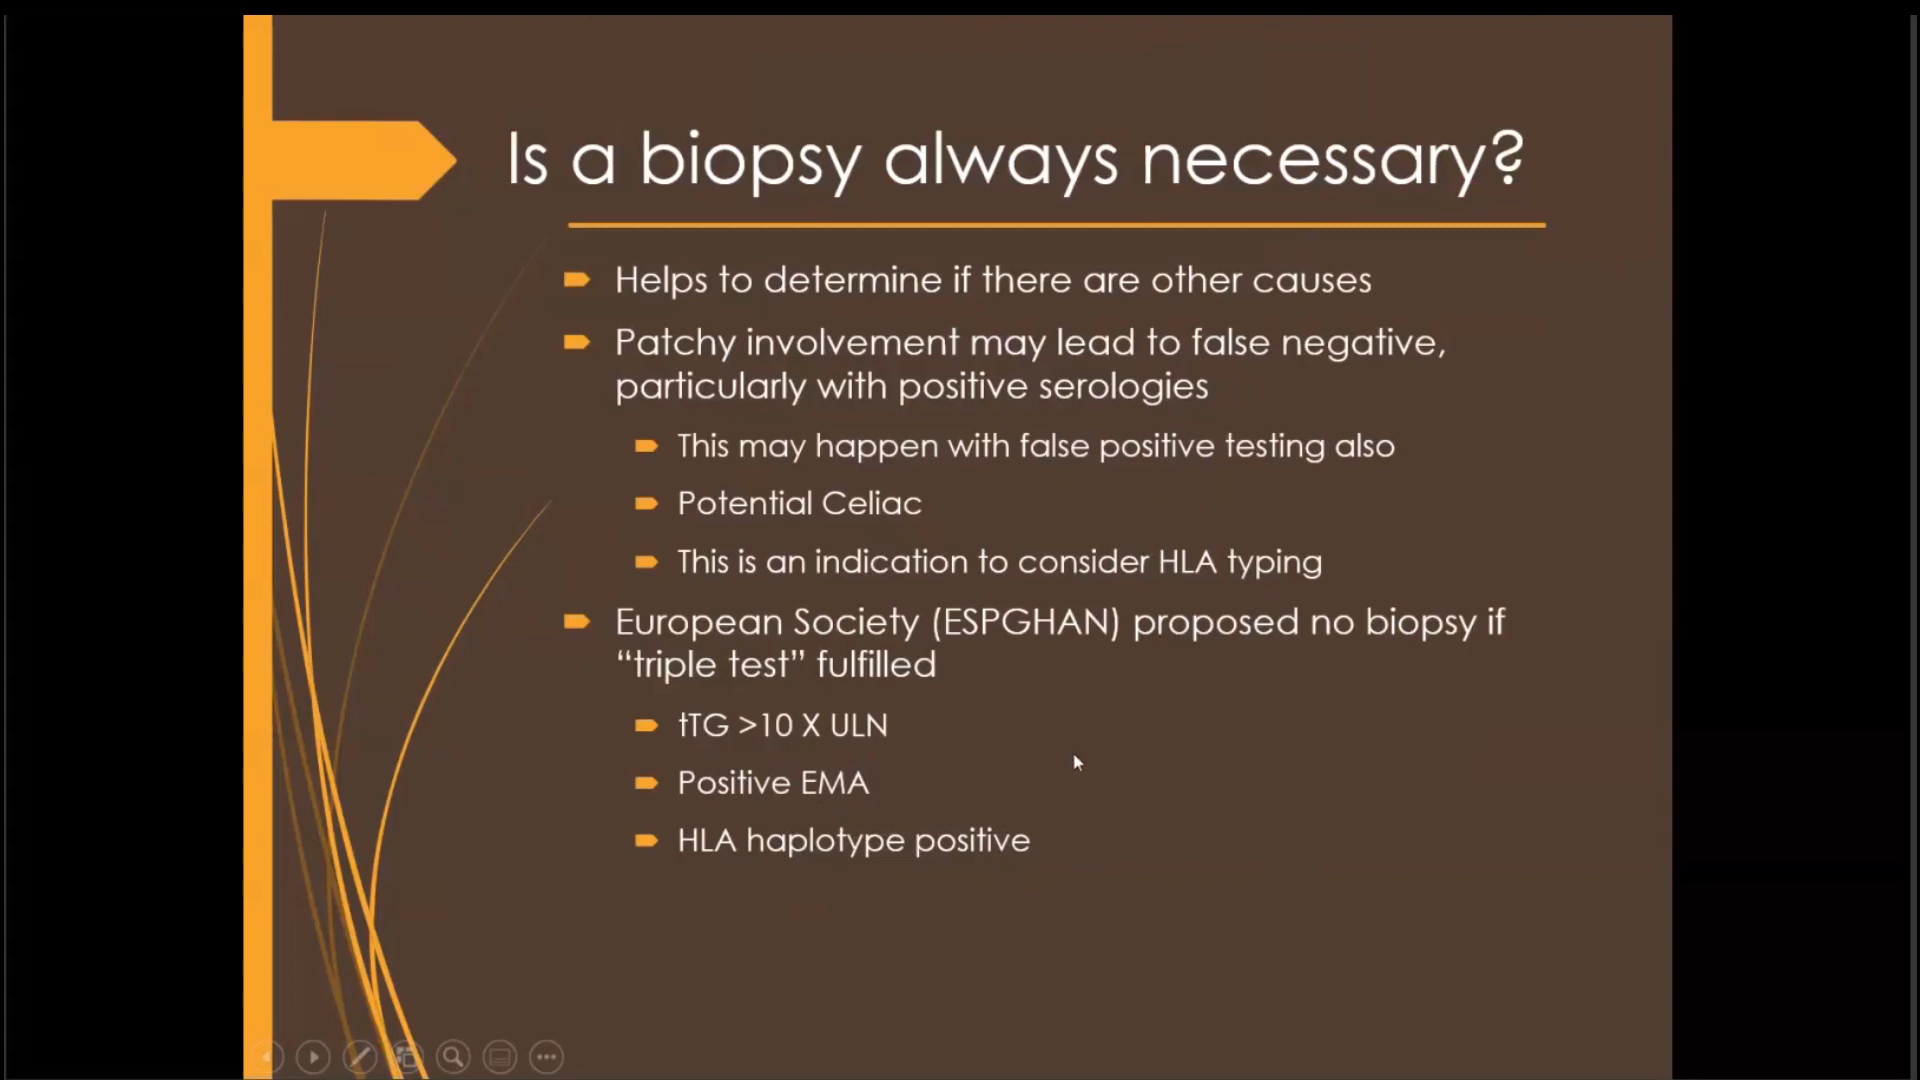 Is a biopsy always necessary?
Helps to determine if there are other causes
Patchy involvement may lead to false negative,
particularly with positive serologies
This may happen with false positive testing also
Potential Celiac
This is an indication to consider HLA typing
European Society (ESPGHAN) proposed no biopsy if
“triple test” fulfilled
tTG >10 X ULN
Positive EMA
HLA haplotype positive